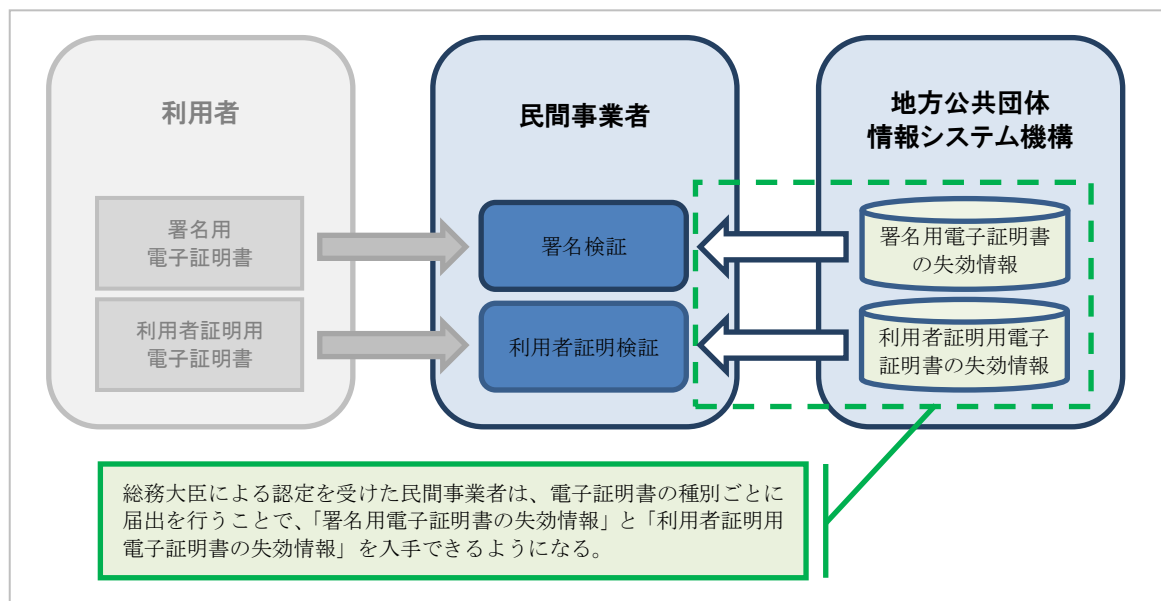 利用者
署名用
電子証明書
利用者証明用
電子証明書
民間事業者
署名検証
利用者証明検証
地方公共団体
情報システム機構
署名用電子証明書
の失効情報
利用者証明用電子
証明書の失効情報
総務大臣による認定を受けた民間事業者は、電子証明書の種別ごとに
届出を行うことで、「署名用電子証明書の失効情報」と「利用者証明用
電子証明書の失効情報」を入手できるようになる。